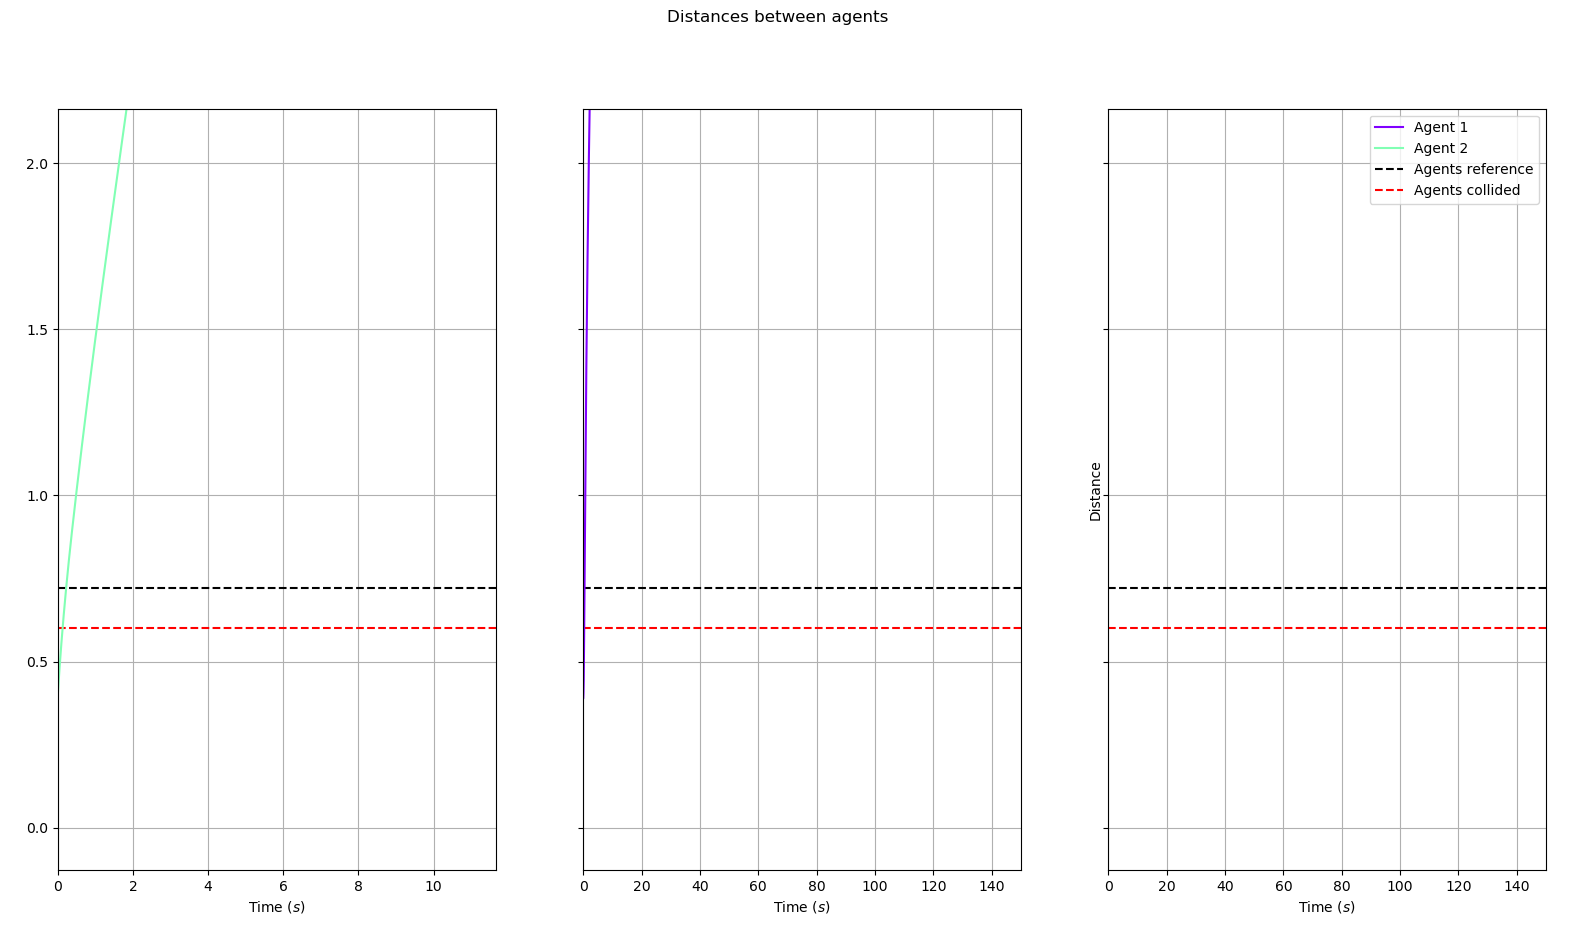 Distances between agents
2.0
1.5
1.0
0.5
0.0
0 2 4 6 8 10
Time (s)
0 20 40 60 80 100 120 140
Time (s)
Distance
Agent 1
Agent 2
Agents reference
Agents collided
0 20 40 60 80 100 120 140
Time (s)